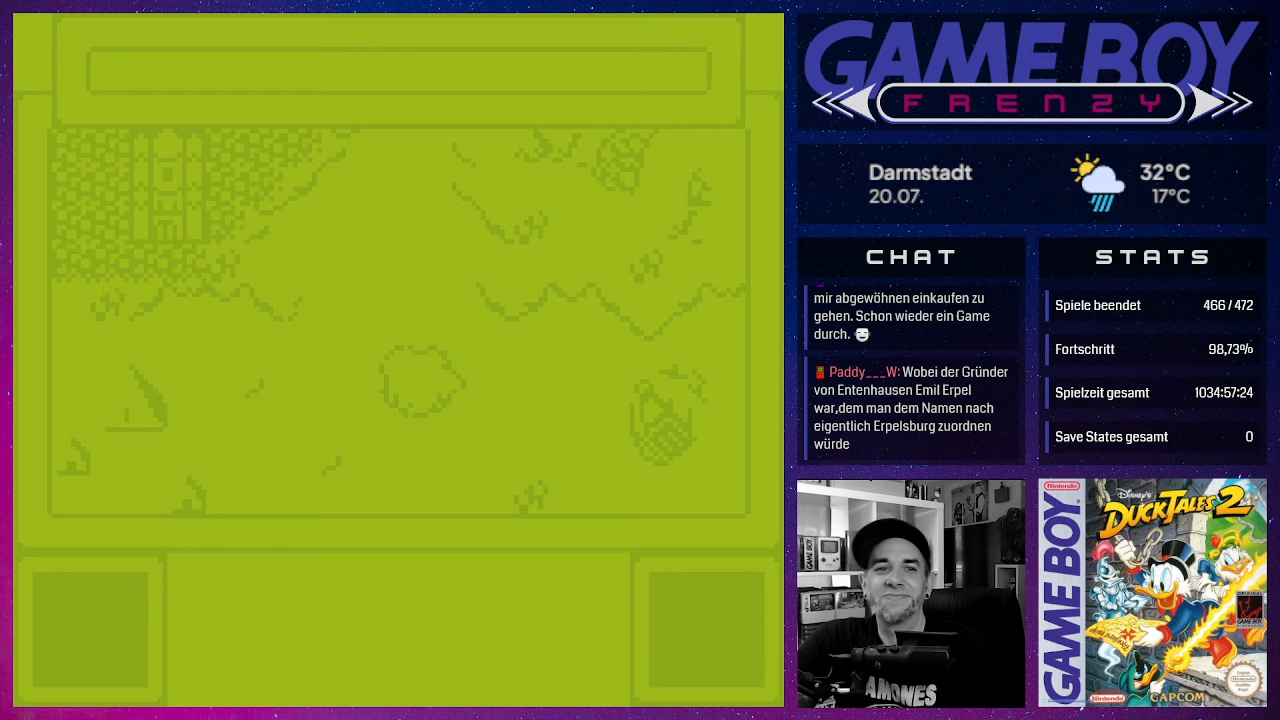 GAME BOY
FRENZY
Darmstadt
20.07.
32°C
17°C
CHAT
mir abgewöhnen einkaufen zu
gehen. Schon wieder ein Game
durch.
Paddy___W: Wobei der Gründer
von Entenhausen Emil Erpel
war,dem man dem Namen nach
eigentlich Erpelsburg zuordnen
würde
STATS
Spiele beendet 466 / 472
Fortschritt 98,73%
Spielzeit gesamt 1034:57:24
Save States gesamt 0
GAME BOY
AMONES
Nintendo
GAME BOY
Disney's
DUCKTALES 2
Nintendo
CAPCOM